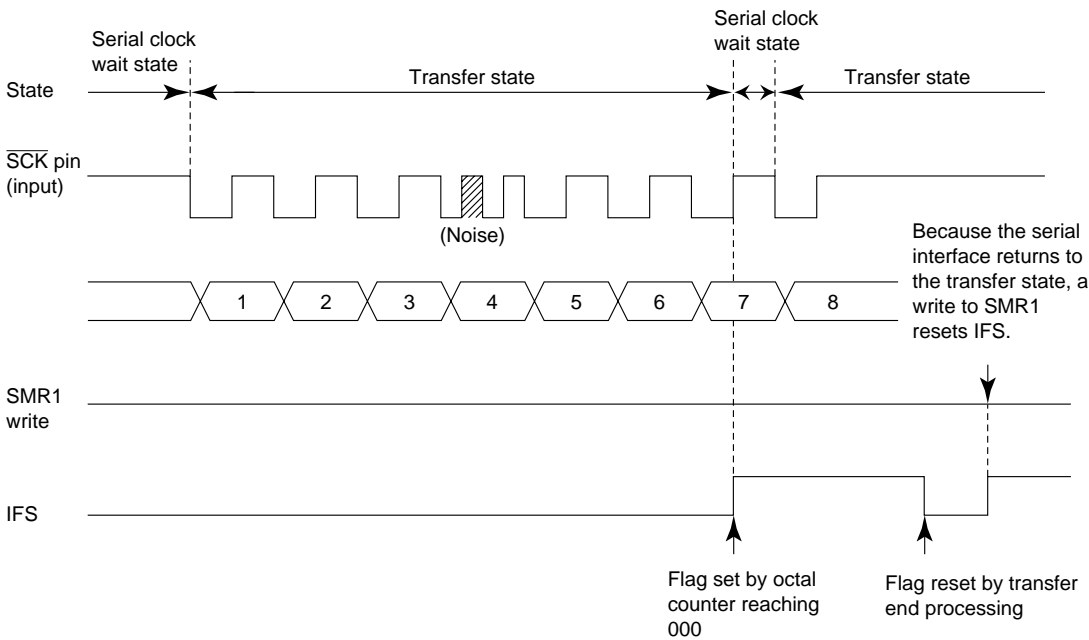 Serial clock
wait state
Serial clock
wait state
State
Transfer state
Transfer state
SCK pin
(input)
(Noise)
Because the serial
interface returns to
the transfer state, a
write to SMR1
resets IFS.
1 2 3 4 5 6 7 8
SMR1
write
IFS
Flag set by octal
counter reaching
000
Flag reset by transfer
end processing